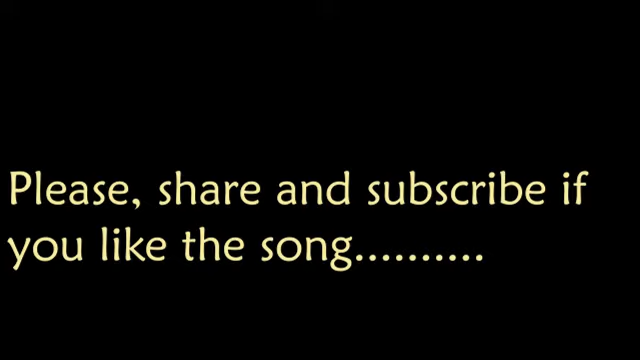 Please, share and subscribe if
you like the song..........